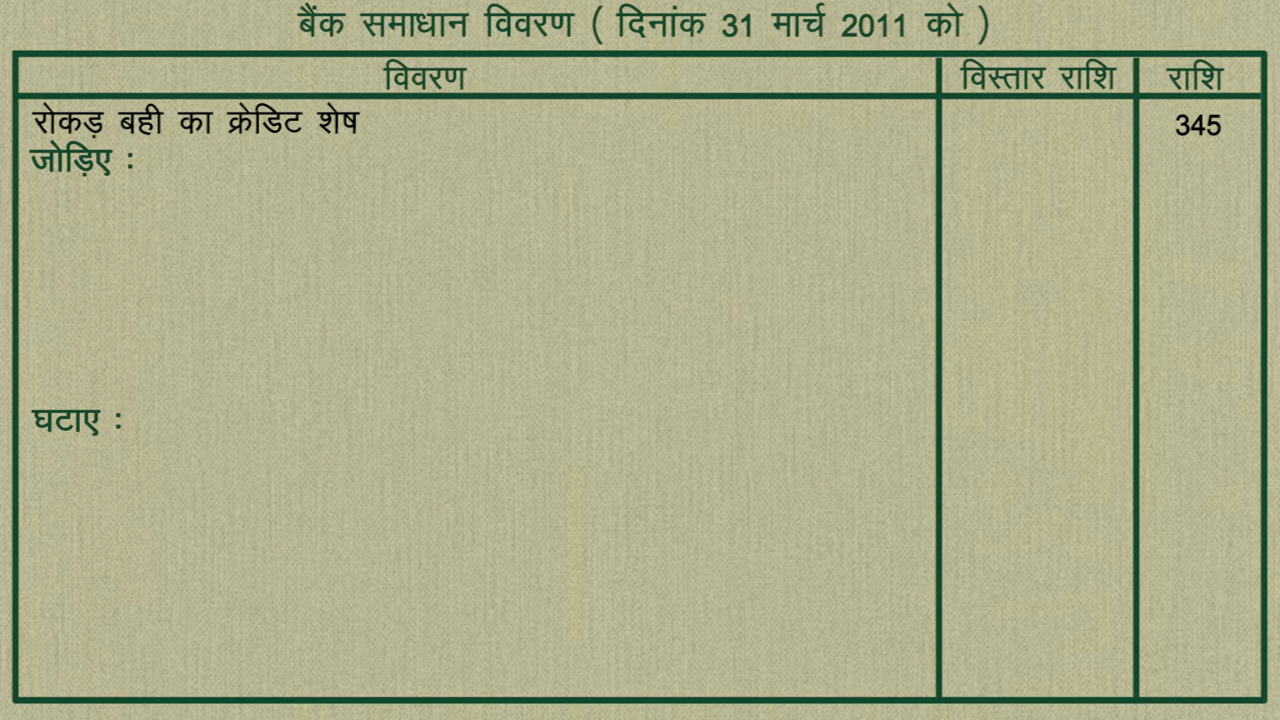 बैंक समाधान विवरण ( दिनांक 31 मार्च 2011 को )
विवरण विस्तार राशि राशि
रोकड़ बही का क्रेडिट शेष 345
जोड़िए :
घटाए :